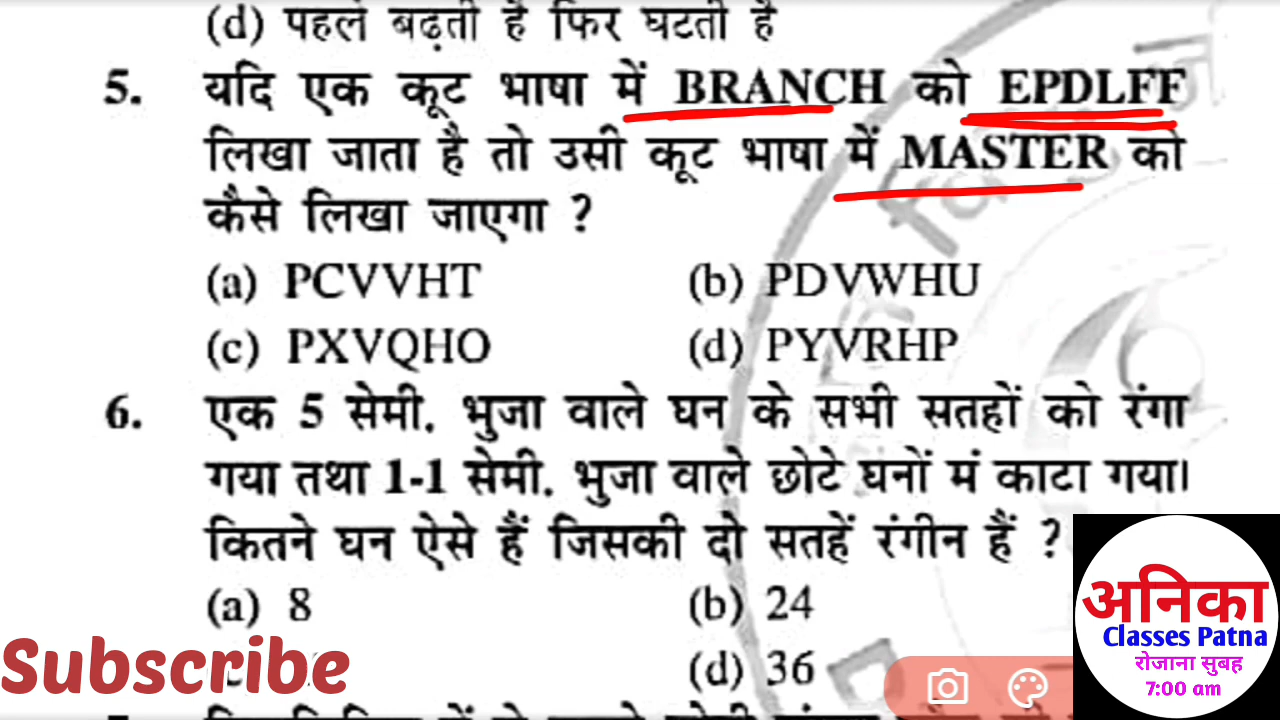 (d) पहले बढ़ती है फिर घटती है
5. यदि एक कूट भाषा में BRANCH को EPDLFF
लिखा जाता है तो उसी कूट भाषा में MASTER को
कैसे लिखा जाएगा ?
(a) PCVVHT (b) PDVWHU
(c) PXVQHO (d) PYVRHP
6. एक 5 सेमी. भुजा वाले घन के सभी सतहों को रंगा
गया तथा 1-1 सेमी. भुजा वाले छोटे घनों मं काटा गया।
कितने घन ऐसे हैं जिसकी दो सतहें रंगीन हैं ?
(a) 8 (b) 24
(d) 36
Subscribe
अनिका
Classes Patna
रोजाना सुबह
7:00 am